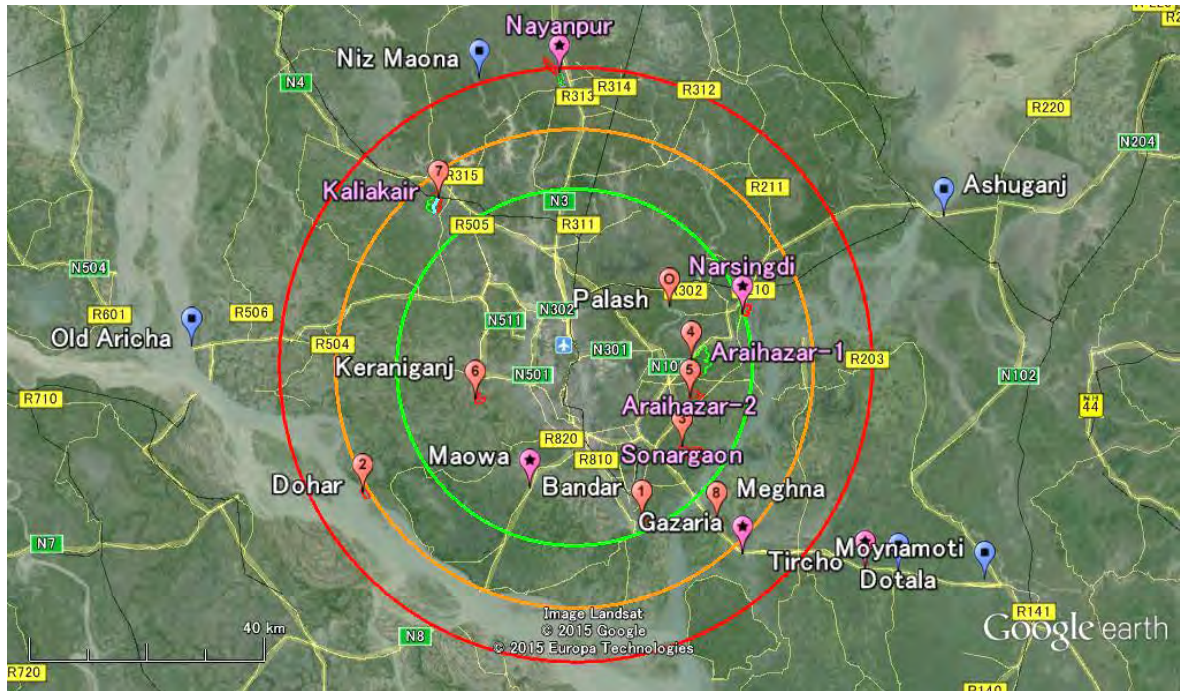 Nayanpur
Niz Maona
N4
R313
R314
R312
R220
N204
7
R315
Kaliakair
R211
Ashuganj
N3
R505
R311
N504
Narsingdi
R302
R310
Palash
R601
R506
N302
N511
Old Aricha
R504
4
N301
Araihazar-1
R203
Keraniganj
6
N501
5
N102
R710
Araihazar-2
3
R820
Maowa
R810
Sonargaon
2
Dohar
Bandar
1
8
Meghna
Gazaria
N7
Tircho
Moynamoti
Dotala
Image Landsat
© 2015 Google
© 2015 Europa Technologies
R141
Google earth
40 km
N8
R720
R140